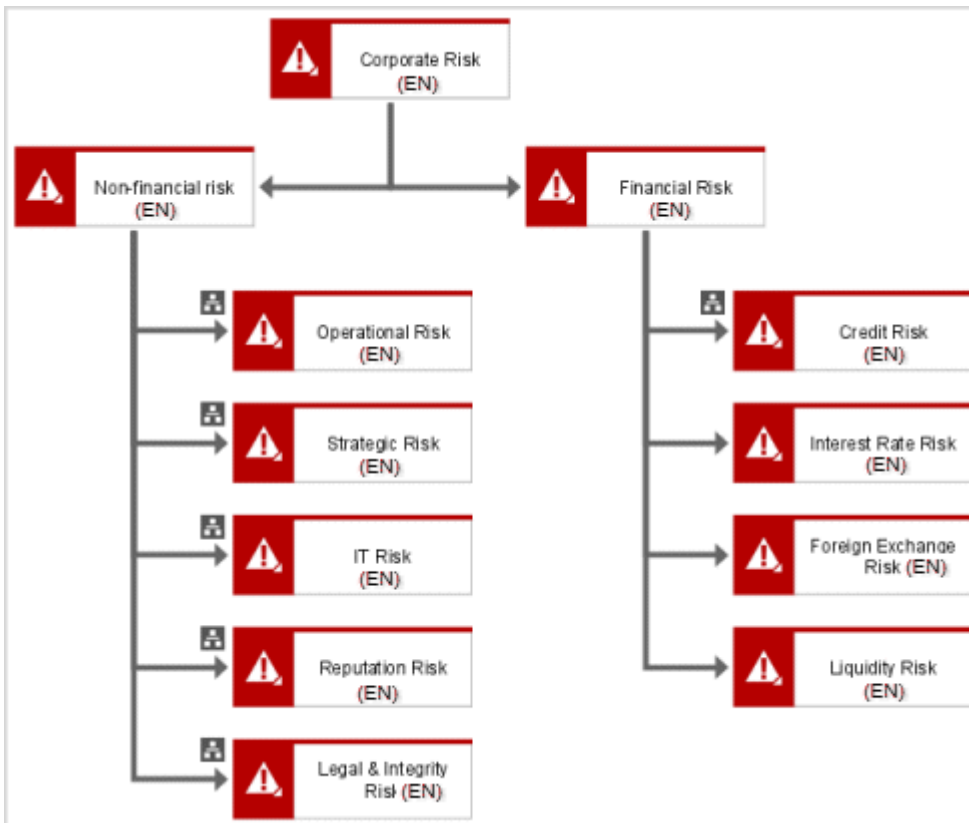 Corporate Risk
(EN)
Non-financial risk
(EN)
Financial Risk
(EN)
Operational Risk
(EN)
Strategic Risk
(EN)
IT Risk
(EN)
Reputation Risk
(EN)
Legal & Integrity
Risk (EN)
Credit Risk
(EN)
Interest Rate Risk
(EN)
Foreign Exchange
Risk (EN)
Liquidity Risk
(EN)